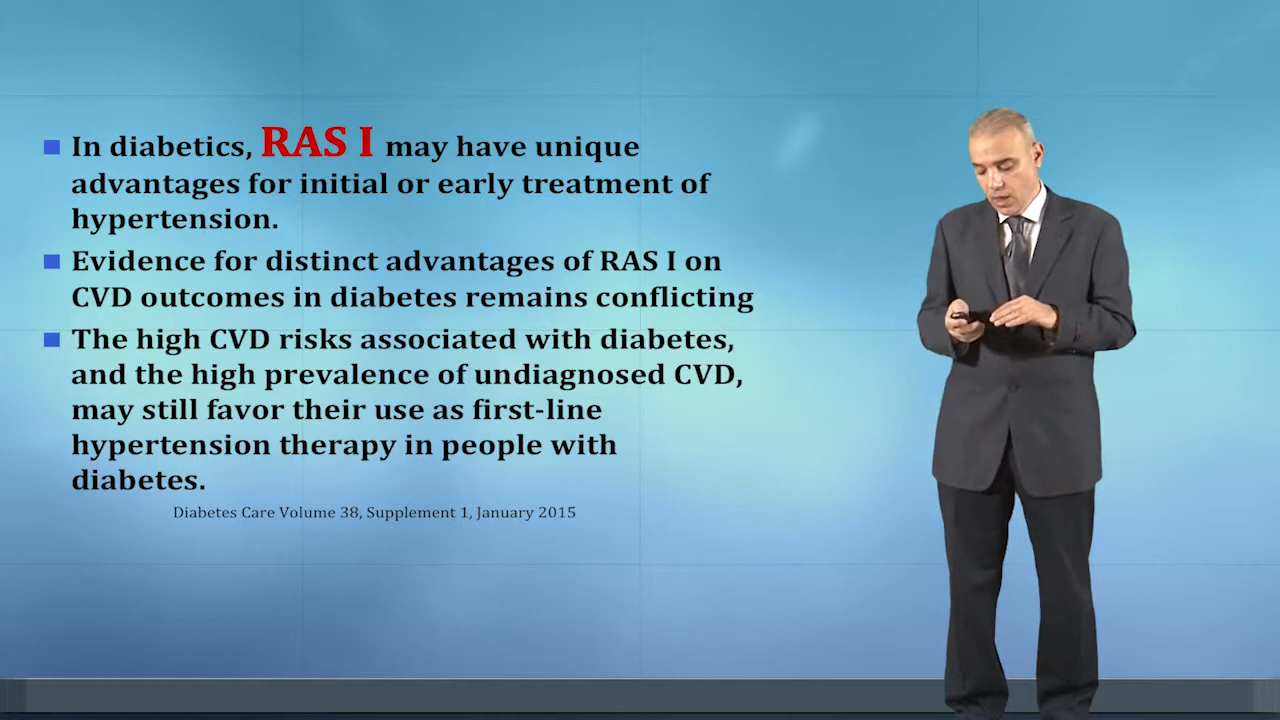 In diabetics, RAS I may have unique
advantages for initial or early treatment of
hypertension.
Evidence for distinct advantages of RAS I on
CVD outcomes in diabetes remains conflicting
The high CVD risks associated with diabetes,
and the high prevalence of undiagnosed CVD,
may still favor their use as first-line
hypertension therapy in people with
diabetes.
Diabetes Care Volume 38, Supplement 1, January 2015